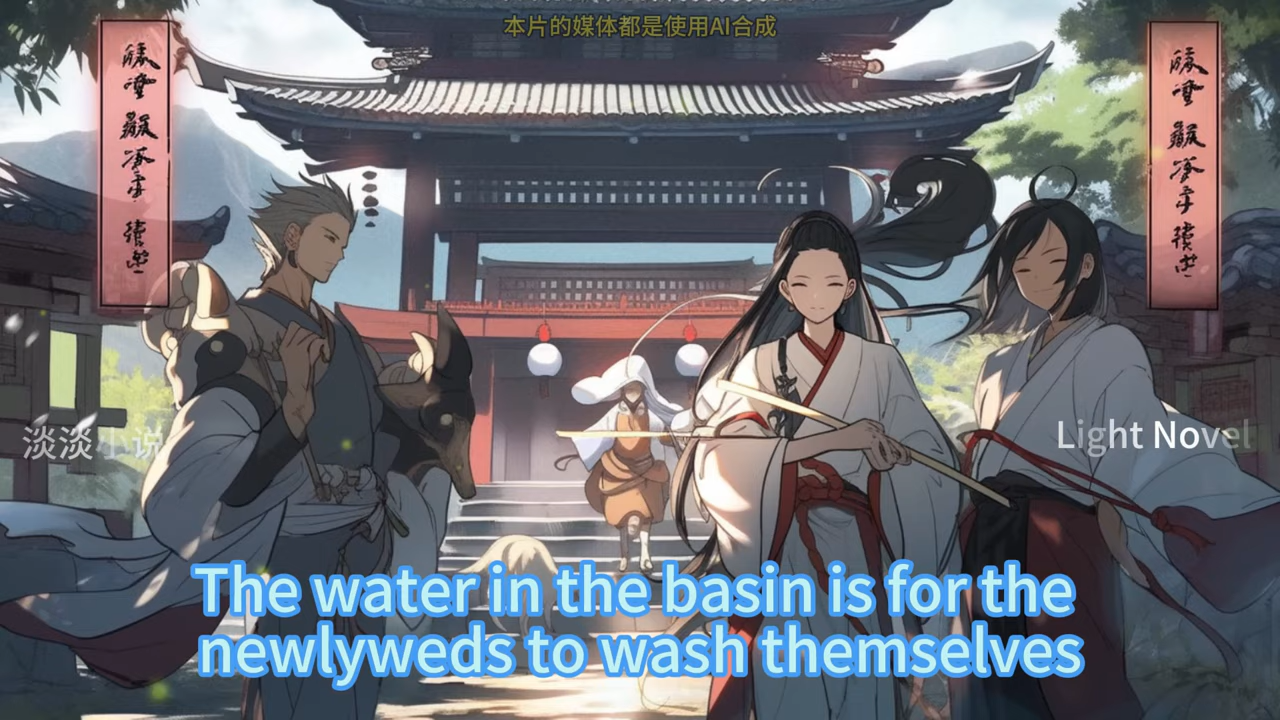 本片的媒体都是使用AI合成
淡淡小说
Light Novel
The water in the basin is for the
newlyweds to wash themselves